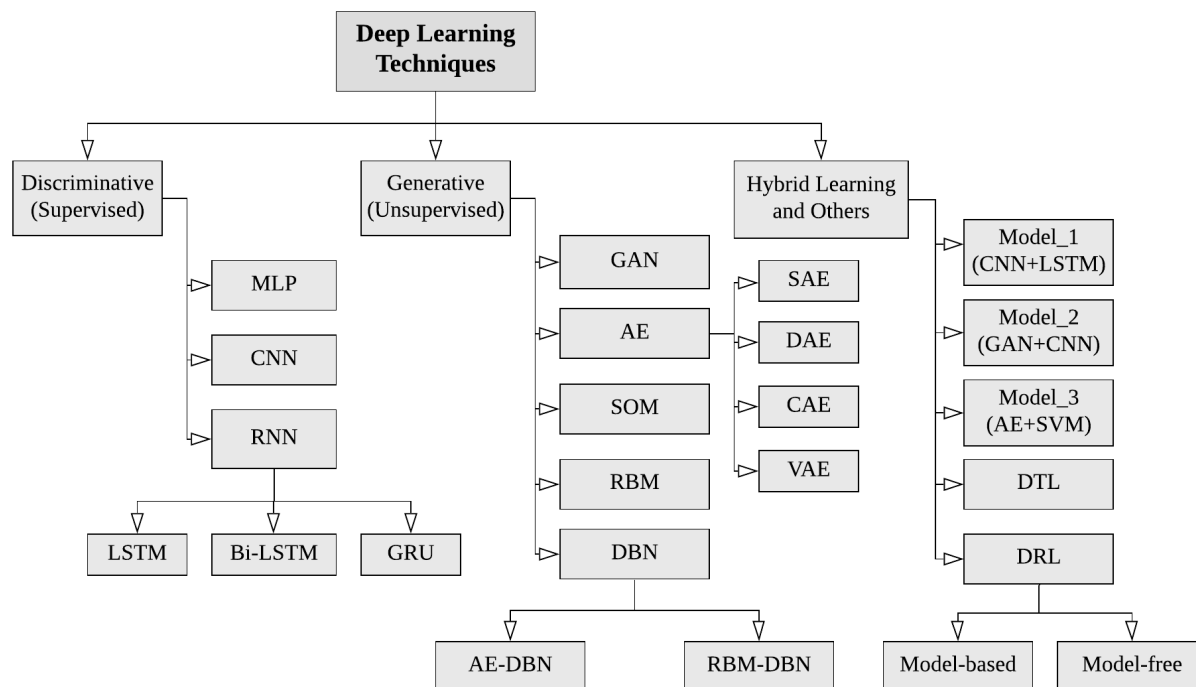 Deep Learning
Techniques
Discriminative
(Supervised)
MLP
CNN
RNN
LSTM
Bi-LSTM
GRU
Generative
(Unsupervised)
GAN
AE
SOM
RBM
DBN
SAE
DAE
CAE
VAE
AE-DBN
RBM-DBN
Hybrid Learning
and Others
Model_1
(CNN+LSTM)
Model_2
(GAN+CNN)
Model_3
(AE+SVM)
DTL
DRL
Model-based
Model-free